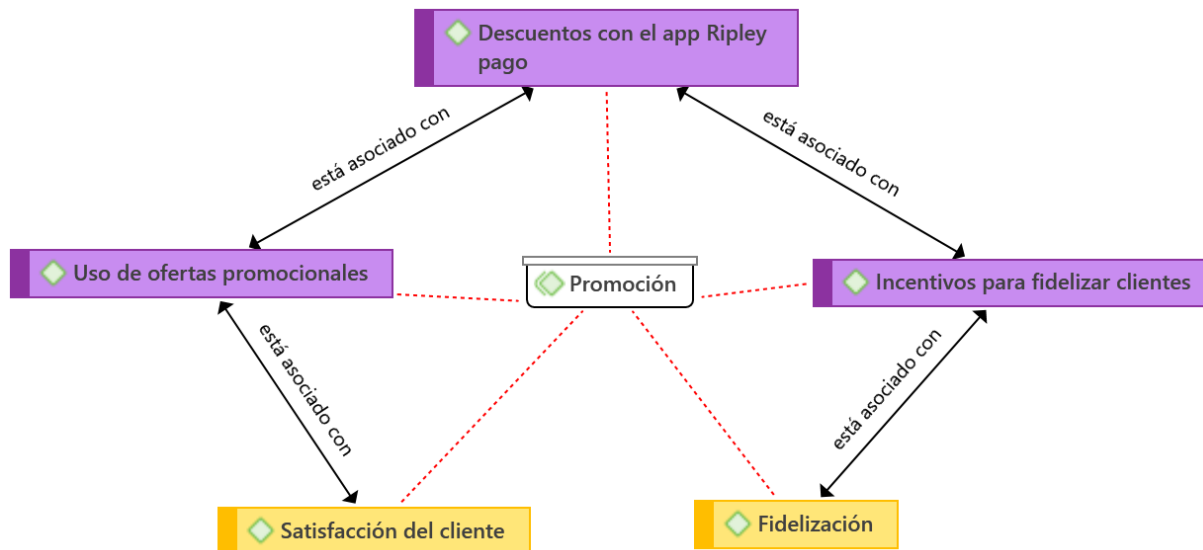 Descuentos con el app Ripley
pago
está asociado con
está asociado con
Uso de ofertas promocionales
Promoción
Incentivos para fidelizar clientes
está asociado con
está asociado con
Satisfacción del cliente
Fidelización